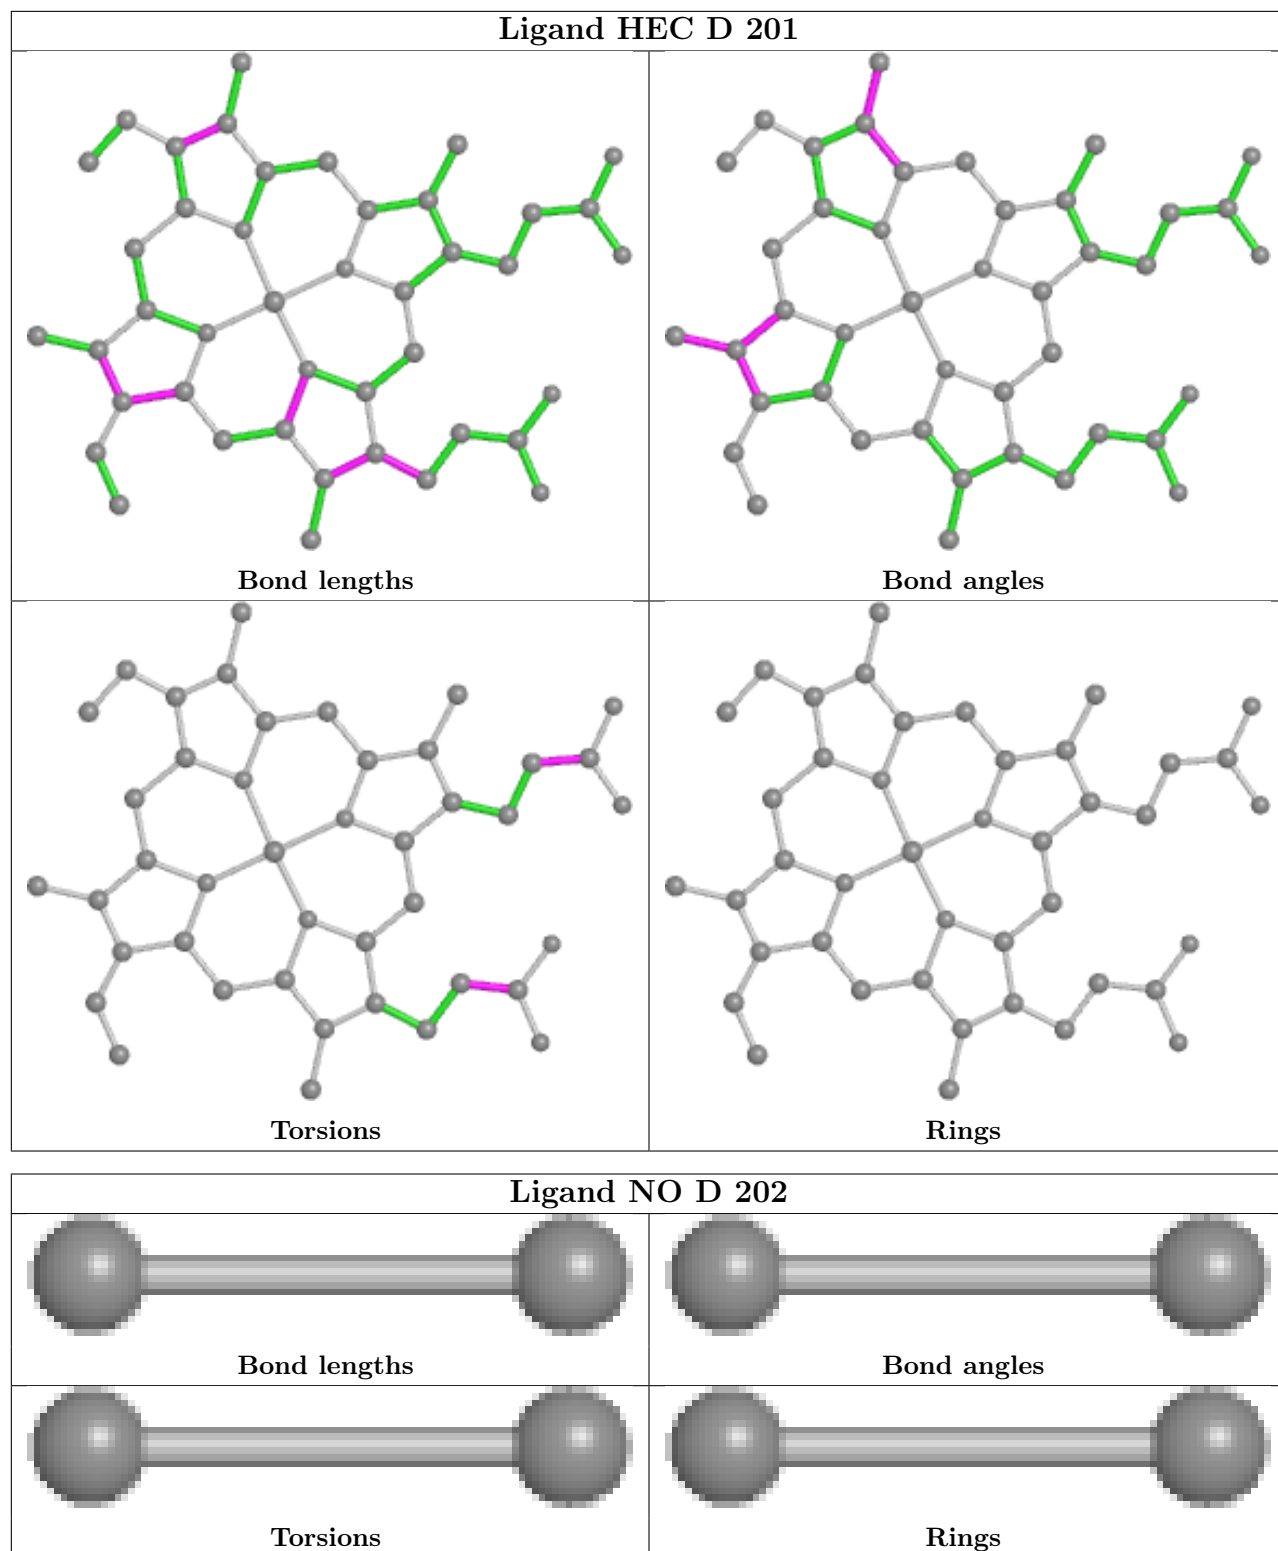 Ligand HEC D 201
Bond lengths
Bond angles
Torsions
Rings
Ligand NO D 202
Bond lengths
Bond angles
Torsions
Rings